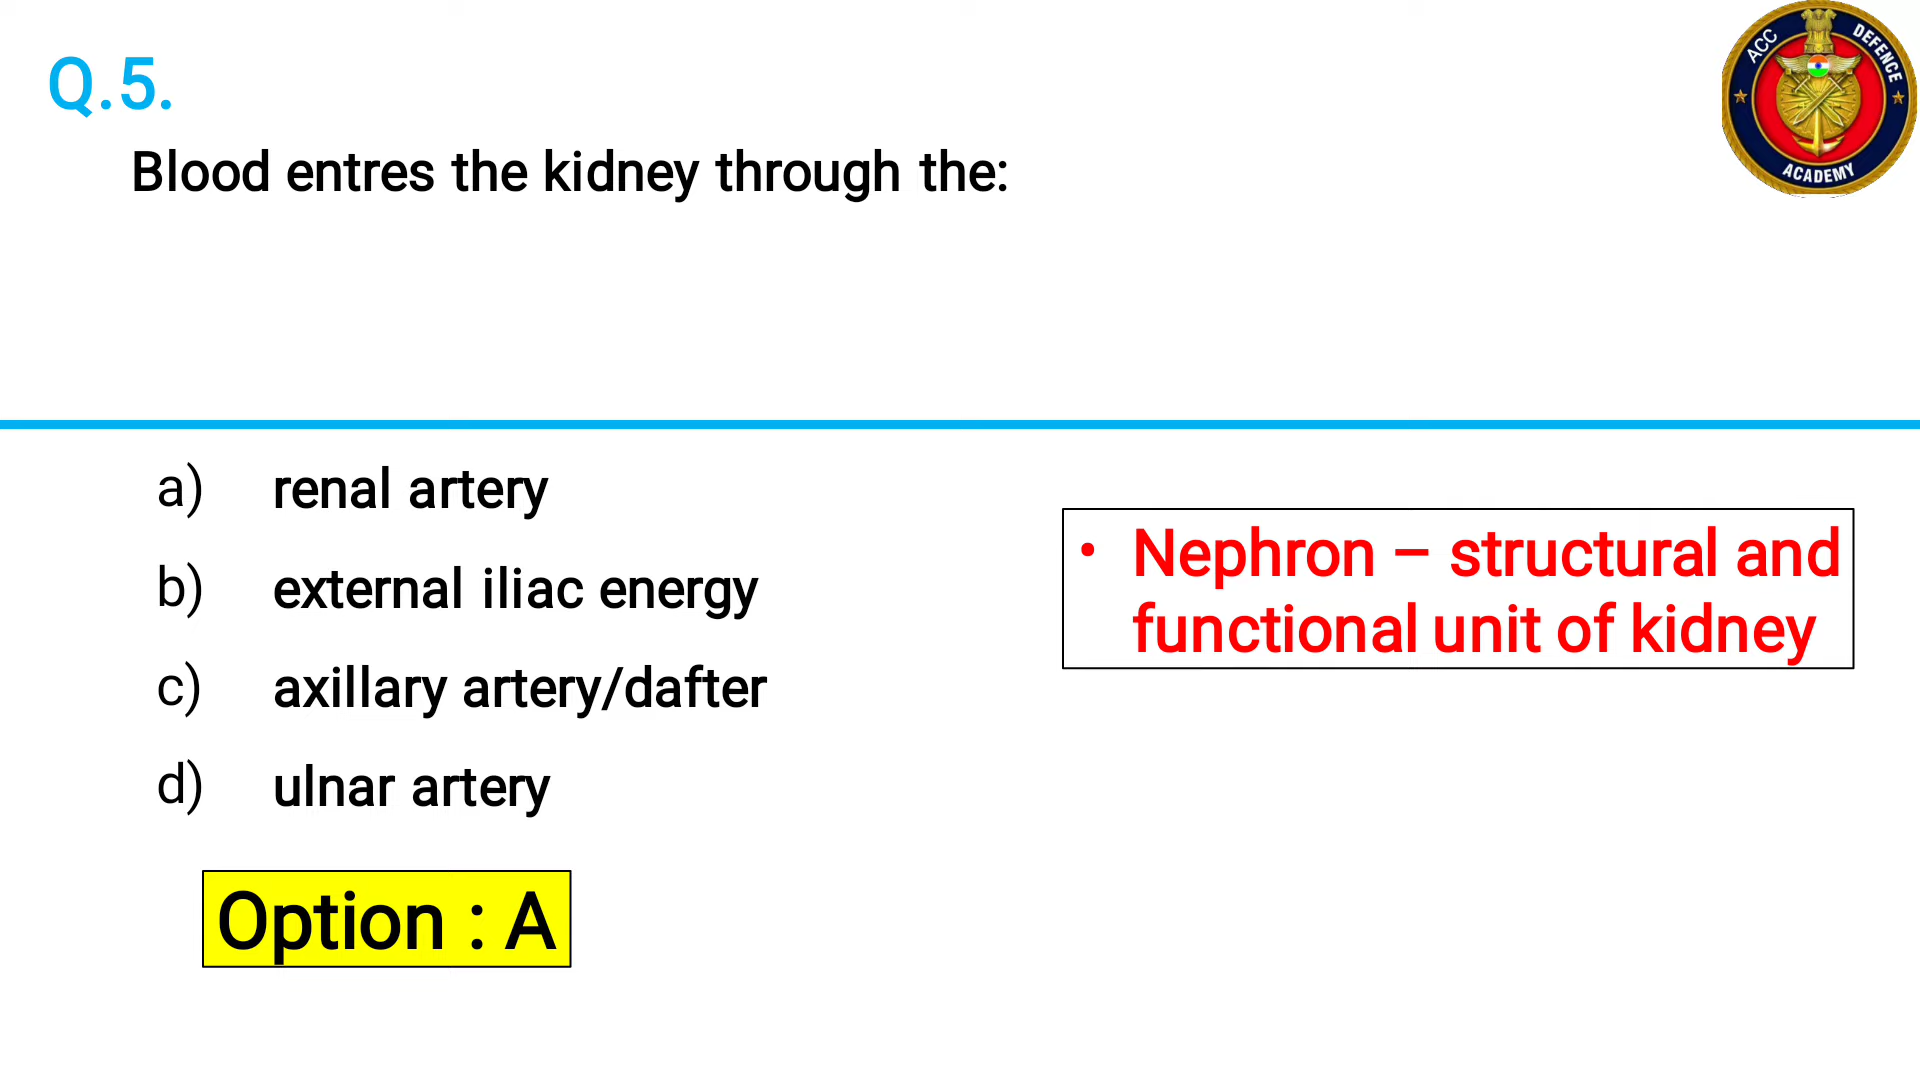 Q.5.
ACC DEFENCE
ACADEMY
Blood entres the kidney through the:
a) renal artery
b) external iliac energy
c) axillary artery/dafter
d) ulnar artery
• Nephron – structural and
functional unit of kidney
Option : A